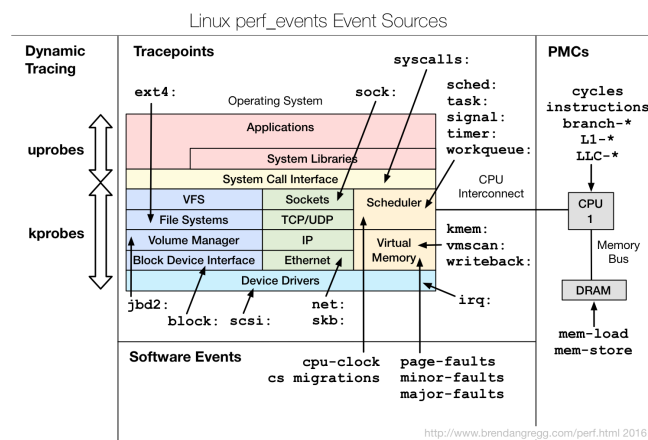 Linux perf_events Event Sources
Dynamic
Tracing
uprobes
kprobes
Tracepoints
syscalls:
ext4:
sock:
sched:
task:
signal:
timer:
workqueue:
Operating System
Applications
System Libraries
System Call Interface
VFS
Sockets
Scheduler
File Systems
TCP/UDP
Volume Manager
IP
Virtual
Memory
Block Device Interface
Ethernet
Device Drivers
CPU
Interconnect
kmem:
vmscan:
writeback:
jbd2:
block:
scsi:
net:
skb:
irq:
Software Events
cpu-clock
cs migrations
page-faults
minor-faults
major-faults
PMCs
cycles
instructions
branch-*
L1-*
LLC-*
CPU
1
Memory
Bus
DRAM
mem-load
mem-store
http://www.brendangregg.com/perf.html 2016